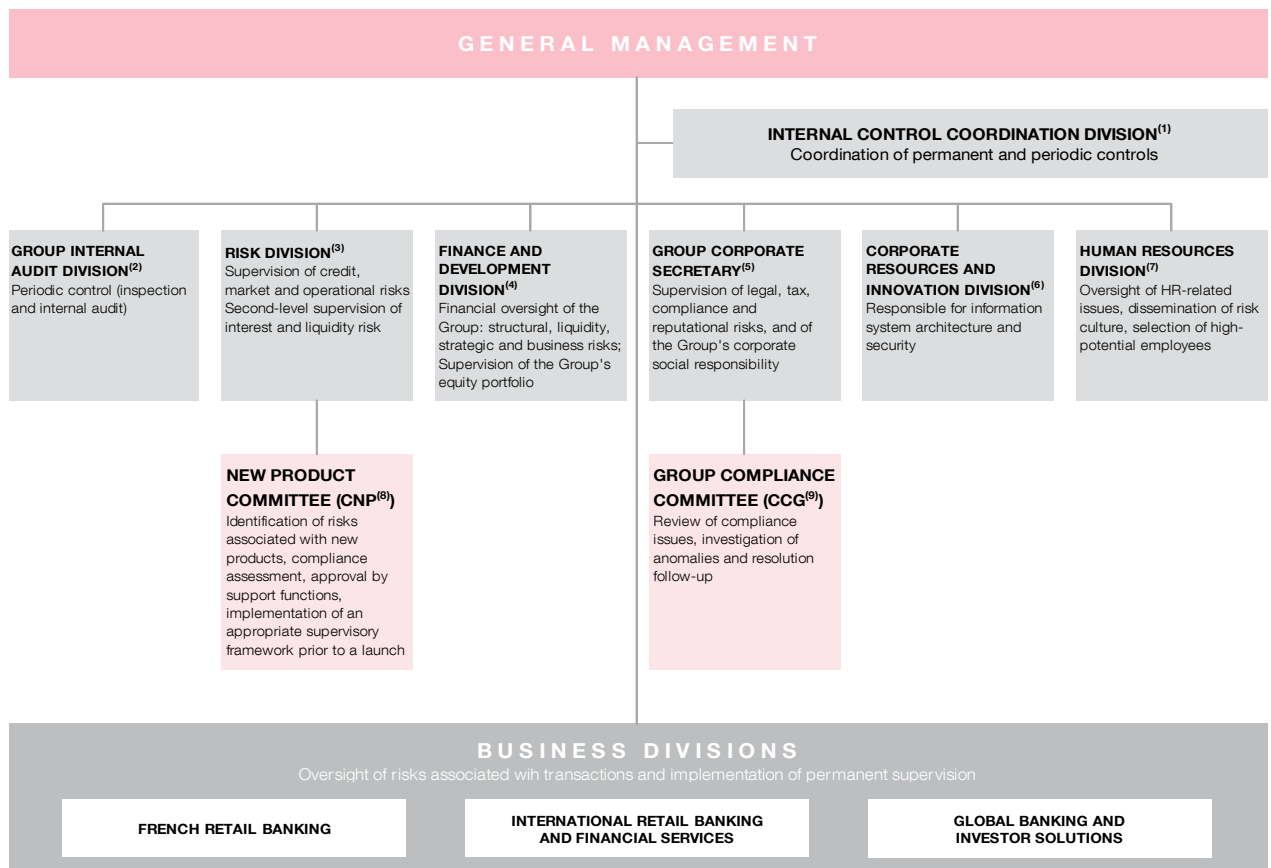 GENERAL MANAGEMENT
INTERNAL CONTROL COORDINATION DIVISION(1)
Coordination of permanent and periodic controls
GROUP INTERNAL
AUDIT DIVISION(2)
Periodic control (inspection
and internal audit)
RISK DIVISION(3)
Supervision of credit,
market and operational risks
Second-level supervision of
interest and liquidity risk
FINANCE AND
DEVELOPMENT
DIVISION(4)
Financial oversight of the
Group: structural, liquidity,
strategic and business risks;
Supervision of the Group's
equity portfolio
GROUP CORPORATE
SECRETARY(5)
Supervision of legal, tax,
compliance and
reputational risks, and of
the Group's corporate
social responsibility
CORPORATE
RESOURCES AND
INNOVATION DIVISION(6)
Responsible for information
system architecture and
security
HUMAN RESOURCES
DIVISION(7)
Oversight of HR-related
issues, dissemination of risk
culture, selection of high-
potential employees
NEW PRODUCT
COMMITTEE (CNP(8))
Identification of risks
associated with new
products, compliance
assessment, approval by
support functions,
implementation of an
appropriate supervisory
framework prior to a launch
GROUP COMPLIANCE
COMMITTEE (CCG(9))
Review of compliance
issues, investigation of
anomalies and resolution
follow-up
BUSINESS DIVISIONS
Oversight of risks associated wih transactions and implementation of permanent supervision
FRENCH RETAIL BANKING
INTERNATIONAL RETAIL BANKING
AND FINANCIAL SERVICES
GLOBAL BANKING AND
INVESTOR SOLUTIONS